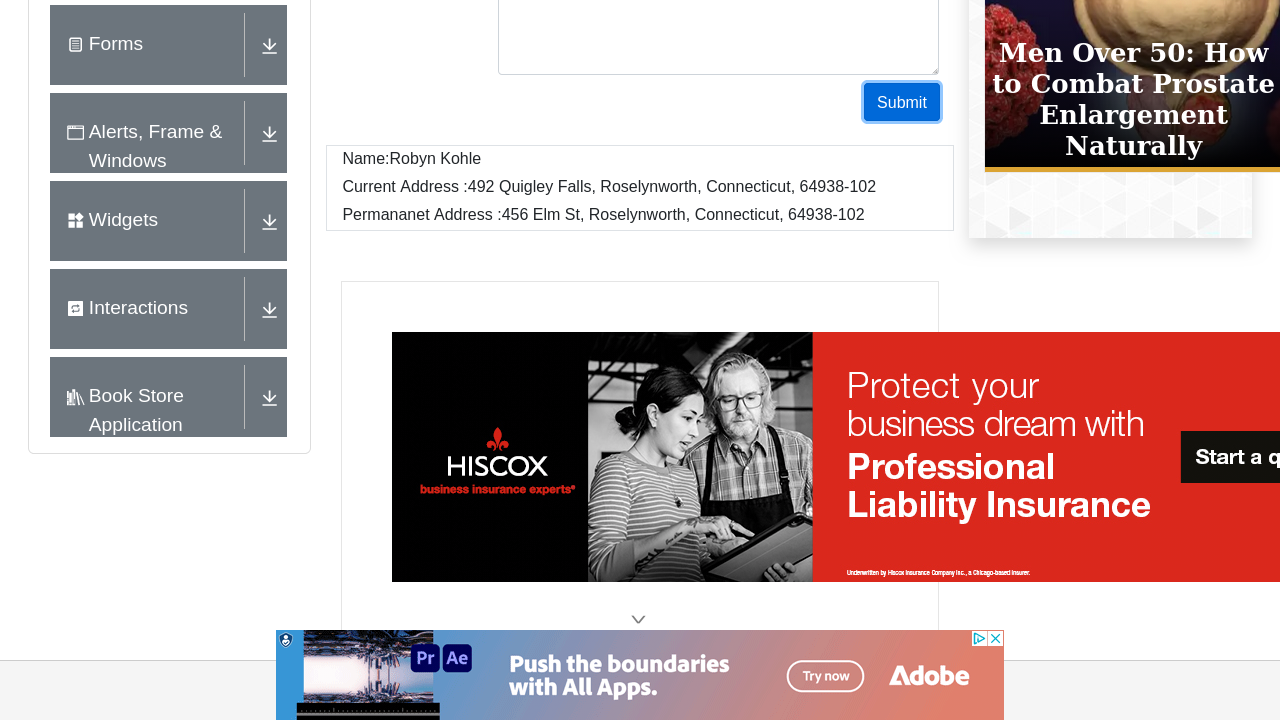 Forms
Alerts, Frame &
Windows
Widgets
Interactions
Book Store
Application
Submit
Name:Robyn Kohle
Current Address :492 Quigley Falls, Roselynworth, Connecticut, 64938-102
Permananet Address :456 Elm St, Roselynworth, Connecticut, 64938-102
Men Over 50: How
to Combat Prostate
Enlargement
Naturally
HISCOX
business insurance experts®
Protect your
business dream with
Professional
Liability Insurance
Start a q
Underwritten by Hiscox Insurance Company Inc., a Chicago-based insurer.
Pr Ae
Push the boundaries
with All Apps.
Try now
Adobe